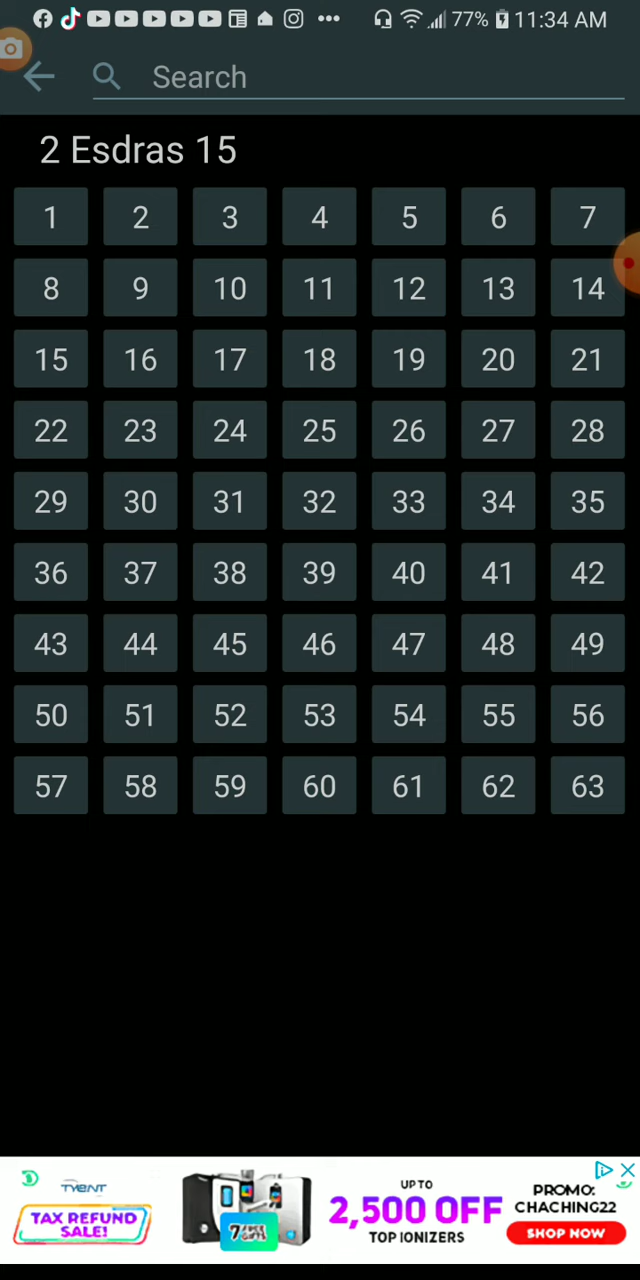 77% 11:34 AM
Search
2 Esdras 15
1 2 3 4 5 6 7
8 9 10 11 12 13 14
15 16 17 18 19 20 21
22 23 24 25 26 27 28
29 30 31 32 33 34 35
36 37 38 39 40 41 42
43 44 45 46 47 48 49
50 51 52 53 54 55 56
57 58 59 60 61 62 63
TYENT
TAX REFUND
SALE!
7 FREE
GIFTS
UP TO
2,500 OFF
TOP IONIZERS
PROMO:
CHACHING22
SHOP NOW